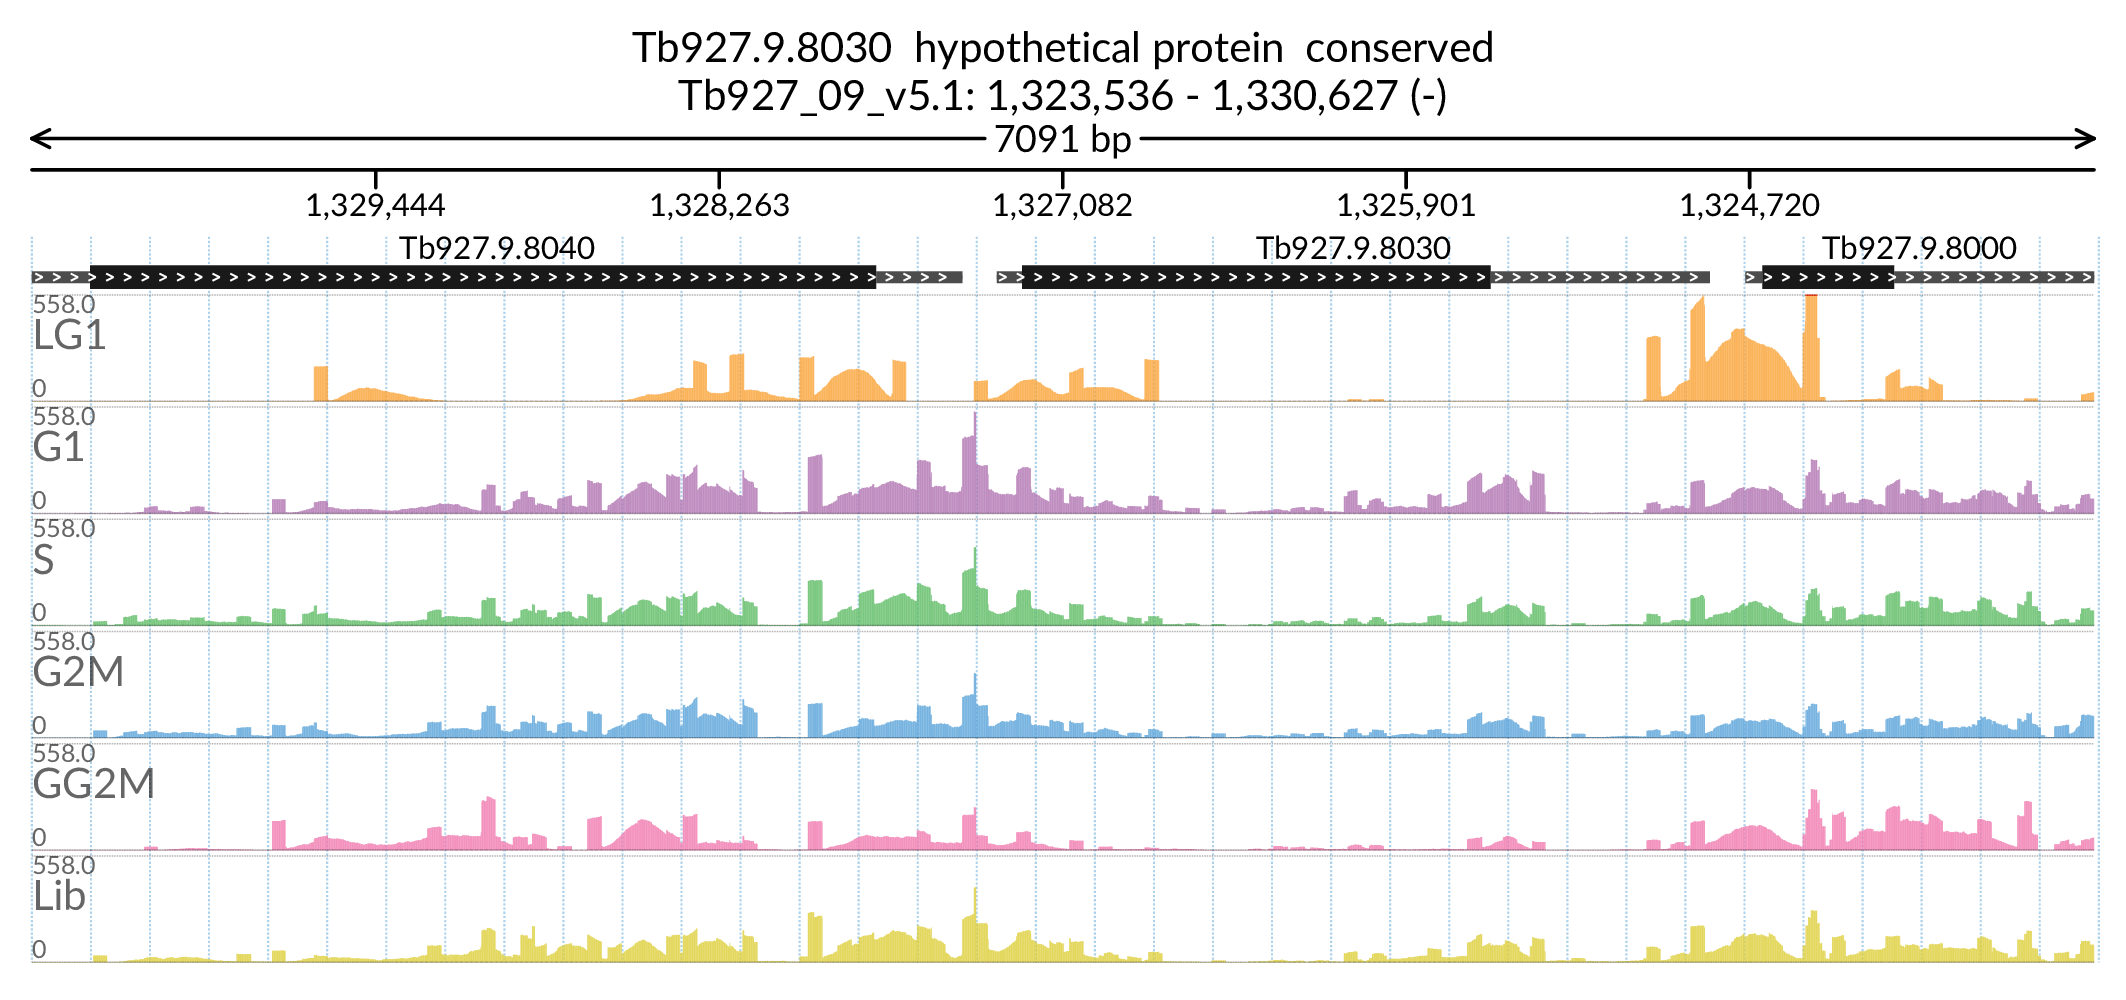 Tb927.9.8030 hypothetical protein conserved
Tb927_09_v5.1: 1,323,536 - 1,330,627 (-)
7091 bp
1,329,444 1,328,263 1,327,082 1,325,901 1,324,720
Tb927.9.8040 Tb927.9.8030 Tb927.9.8000
558.0
LG1
0
558.0
G1
0
558.0
S
0
558.0
G2M
0
558.0
GG2M
0
558.0
Lib
0